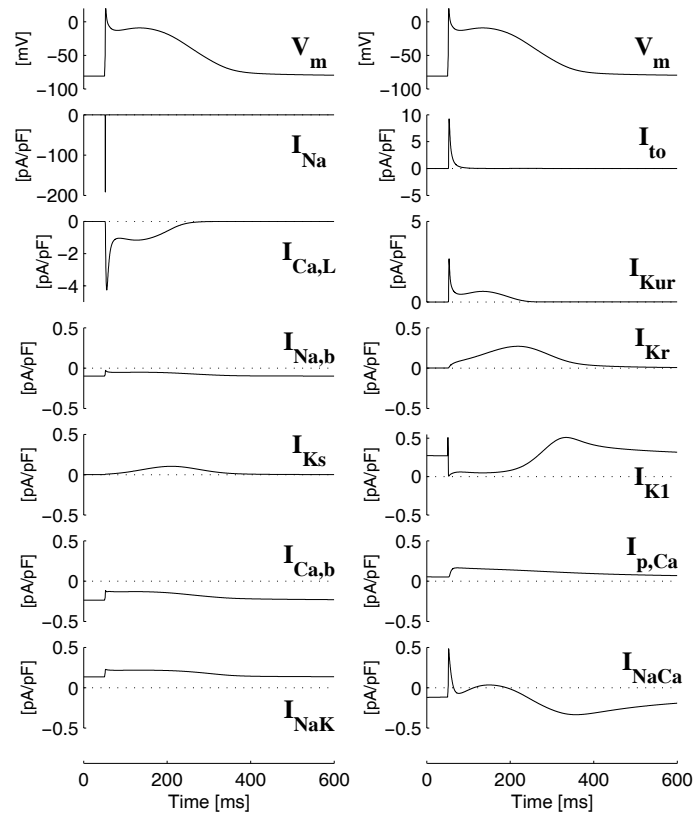 0
−50
−100
[mV]
V_m
0
−50
−100
[mV]
V_m
0
−100
−200
[pA/pF]
I_Na
10
5
0
−5
[pA/pF]
I_to
0
−2
−4
[pA/pF]
I_Ca,L
5
0
[pA/pF]
I_Kur
0.5
0
−0.5
[pA/pF]
I_Na,b
0.5
0
−0.5
[pA/pF]
I_Kr
0.5
0
−0.5
[pA/pF]
I_Ks
0.5
0
−0.5
[pA/pF]
I_K1
0.5
0
−0.5
[pA/pF]
I_Ca,b
0.5
0
−0.5
[pA/pF]
I_p,Ca
0.5
0
−0.5
[pA/pF]
I_NaK
0.5
0
−0.5
[pA/pF]
I_NaCa
0 200 400 600
Time [ms]
0 200 400 600
Time [ms]